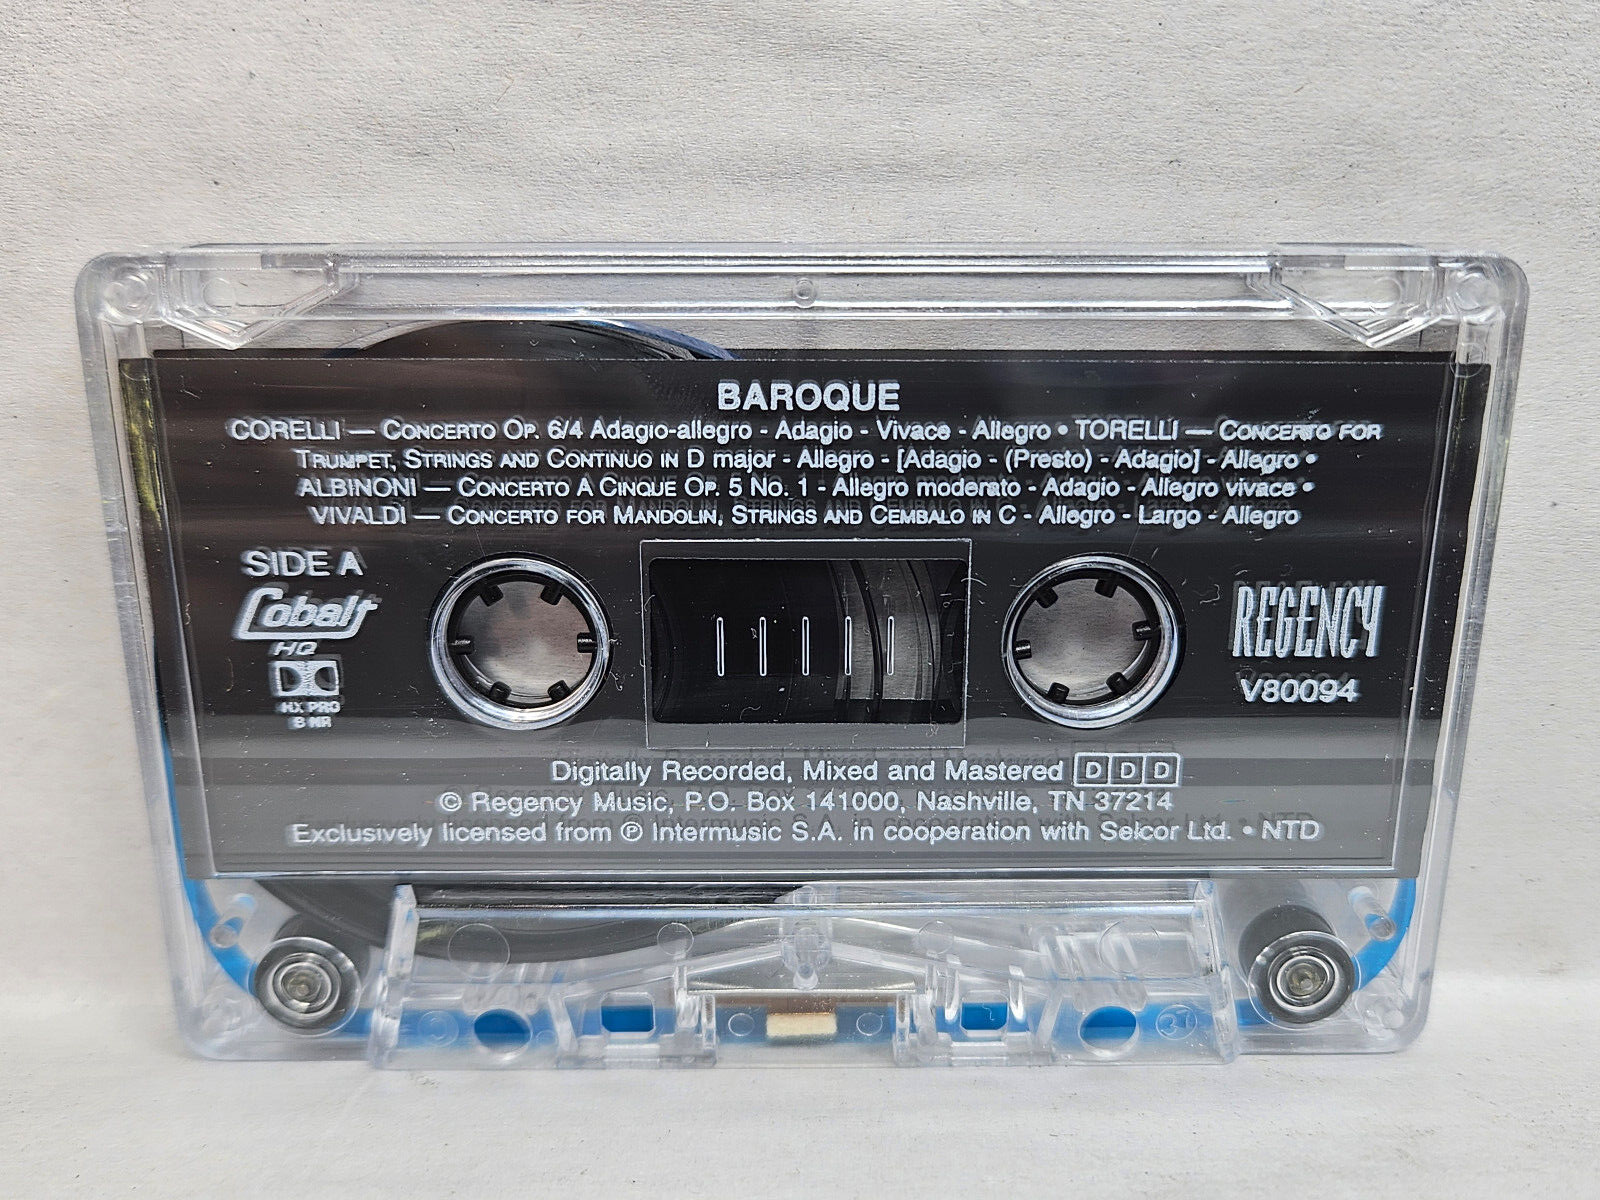 BAROQUE
CORELLI — CONCERTO OP. 6/4 Adagio-allegro - Adagio - Vivace - Allegro • TORELLI — CONCERTO FOR
TRUMPET, STRINGS AND CONTINUO IN D major - Allegro - [Adagio - (Presto) - Adagio] - Allegro •
ALBINONI — CONCERTO A CINQUE OP. 5 NO. 1 - Allegro moderato - Adagio - Allegro vivace •
VIVALDI — CONCERTO FOR MANDOLIN, STRINGS AND CEMBALO IN C - Allegro - Largo - Allegro
SIDE A
Cobalt
HQ
HX PRO
B NR
REGENCY
V80094
Digitally Recorded, Mixed and Mastered DDD
© Regency Music, P.O. Box 141000, Nashville, TN 37214
Exclusively licensed from ℗ Intermusic S.A. in cooperation with Selcor Ltd. • NTD
37